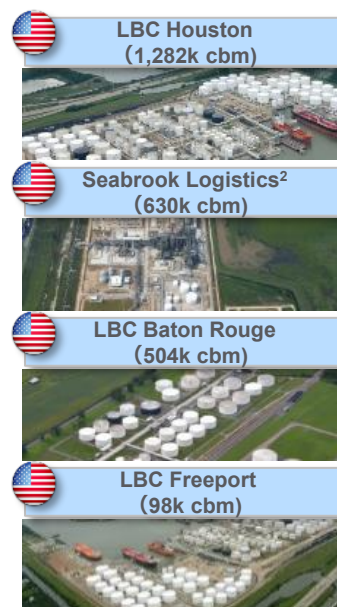 LBC Houston
(1,282k cbm)
Seabrook Logistics²
(630k cbm)
LBC Baton Rouge
(504k cbm)
LBC Freeport
(98k cbm)